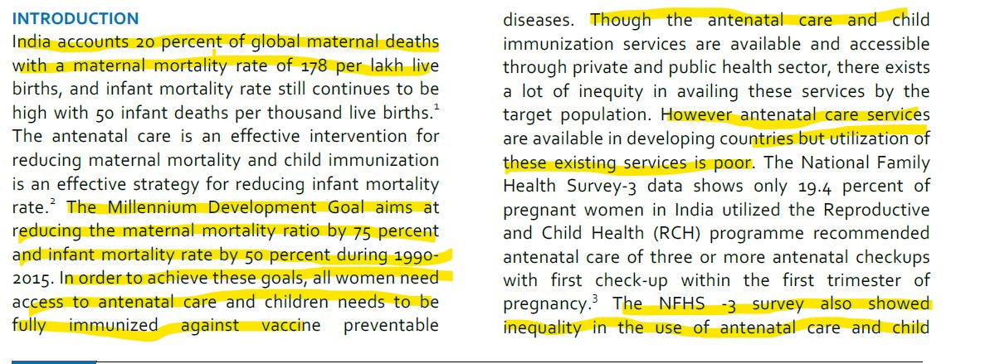 INTRODUCTION
India accounts 20 percent of global maternal deaths
with a maternal mortality rate of 178 per lakh live
births, and infant mortality rate still continues to be
high with 50 infant deaths per thousand live births.¹
The antenatal care is an effective intervention for
reducing maternal mortality and child immunization
is an effective strategy for reducing infant mortality
rate.² The Millennium Development Goal aims at
reducing the maternal mortality ratio by 75 percent
and infant mortality rate by 50 percent during 1990-
2015. In order to achieve these goals, all women need
access to antenatal care and children needs to be
fully immunized against vaccine preventable
diseases. Though the antenatal care and child
immunization services are available and accessible
through private and public health sector, there exists
a lot of inequity in availing these services by the
target population. However antenatal care services
are available in developing countries but utilization of
these existing services is poor. The National Family
Health Survey-3 data shows only 19.4 percent of
pregnant women in India utilized the Reproductive
and Child Health (RCH) programme recommended
antenatal care of three or more antenatal checkups
with first check-up within the first trimester of
pregnancy.³ The NFHS -3 survey also showed
inequality in the use of antenatal care and child